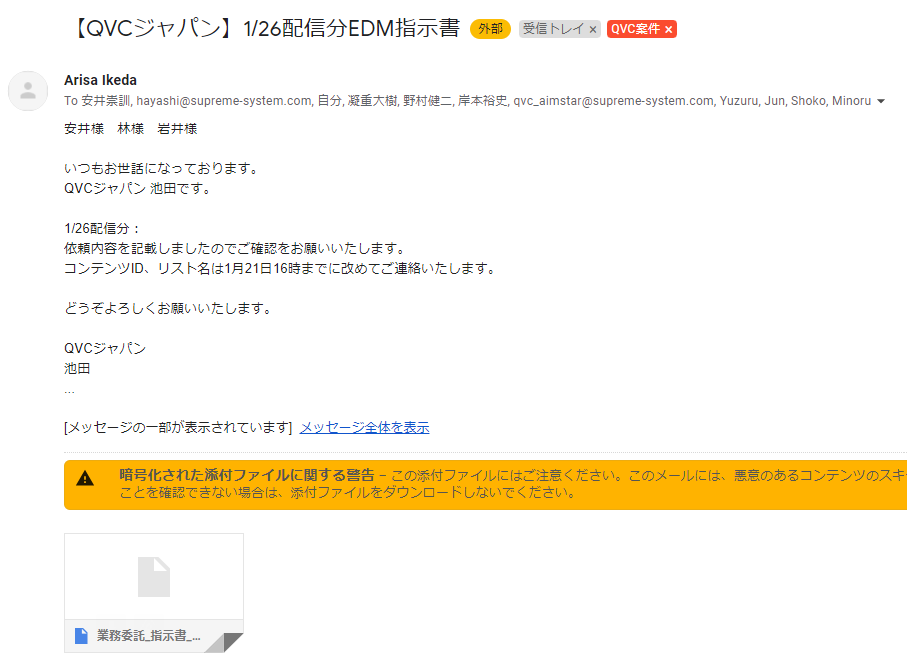 【QVCジャパン】1/26配信分EDM指示書 外部 受信トレイ × QVC案件 ×
Arisa Ikeda
To 安井崇訓, hayashi@supreme-system.com, 自分, 凝重大樹, 野村健二, 岸本裕史, qvc_aimstar@supreme-system.com, Yuzuru, Jun, Shoko, Minoru
安井様　林様　岩井様
いつもお世話になっております。
QVCジャパン 池田です。
1/26配信分：
依頼内容を記載しましたのでご確認をお願いいたします。
コンテンツID、リスト名は1月21日16時までに改めてご連絡いたします。
どうぞよろしくお願いいたします。
QVCジャパン
池田
...
[メッセージの一部が表示されています] メッセージ全体を表示
暗号化された添付ファイルに関する警告 – この添付ファイルにはご注意ください。このメールには、悪意のあるコンテンツのスキ
ことを確認できない場合は、添付ファイルをダウンロードしないでください。
業務委託_指示書_...